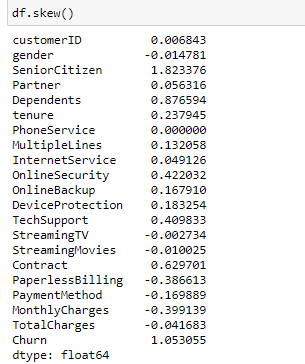 df.skew()
customerID 0.006843
gender -0.014781
SeniorCitizen 1.823376
Partner 0.056316
Dependents 0.876594
tenure 0.237945
PhoneService 0.000000
MultipleLines 0.132058
InternetService 0.049126
OnlineSecurity 0.422032
OnlineBackup 0.167910
DeviceProtection 0.183254
TechSupport 0.409833
StreamingTV -0.002734
StreamingMovies -0.010025
Contract 0.629701
PaperlessBilling -0.386613
PaymentMethod -0.169889
MonthlyCharges -0.399139
TotalCharges -0.041683
Churn 1.053055
dtype: float64